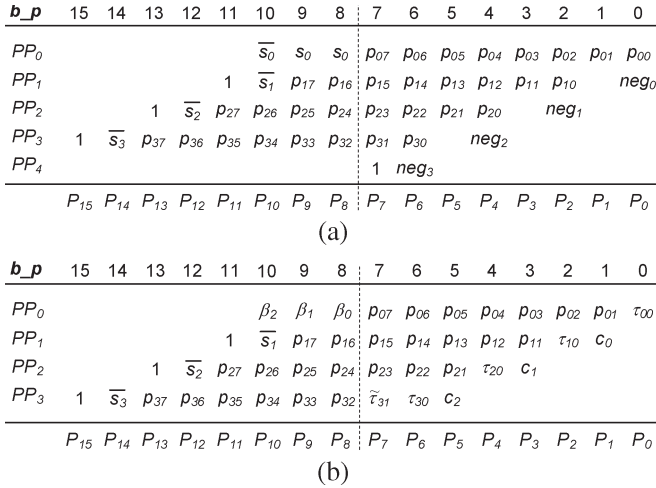 b_p 15 14 13 12 11 10 9 8 7 6 5 4 3 2 1 0
PP₀ s̄₀ s₀ s₀ p₀₇ p₀₆ p₀₅ p₀₄ p₀₃ p₀₂ p₀₁ p₀₀
PP₁ 1 s̄₁ p₁₇ p₁₆ p₁₅ p₁₄ p₁₃ p₁₂ p₁₁ p₁₀ neg₀
PP₂ 1 s̄₂ p₂₇ p₂₆ p₂₅ p₂₄ p₂₃ p₂₂ p₂₁ p₂₀ neg₁
PP₃ 1 s̄₃ p₃₇ p₃₆ p₃₅ p₃₄ p₃₃ p₃₂ p₃₁ p₃₀ neg₂
PP₄ 1 neg₃
P₁₅ P₁₄ P₁₃ P₁₂ P₁₁ P₁₀ P₉ P₈ P₇ P₆ P₅ P₄ P₃ P₂ P₁ P₀
(a)
b_p 15 14 13 12 11 10 9 8 7 6 5 4 3 2 1 0
PP₀ β₂ β₁ β₀ p₀₇ p₀₆ p₀₅ p₀₄ p₀₃ p₀₂ p₀₁ τ₀₀
PP₁ 1 s̄₁ p₁₇ p₁₆ p₁₅ p₁₄ p₁₃ p₁₂ p₁₁ τ₁₀ c₀
PP₂ 1 s̄₂ p₂₇ p₂₆ p₂₅ p₂₄ p₂₃ p₂₂ p₂₁ τ₂₀ c₁
PP₃ 1 s̄₃ p₃₇ p₃₆ p₃₅ p₃₄ p₃₃ p₃₂ τ̃₃₁ τ₃₀ c₂
P₁₅ P₁₄ P₁₃ P₁₂ P₁₁ P₁₀ P₉ P₈ P₇ P₆ P₅ P₄ P₃ P₂ P₁ P₀
(b)